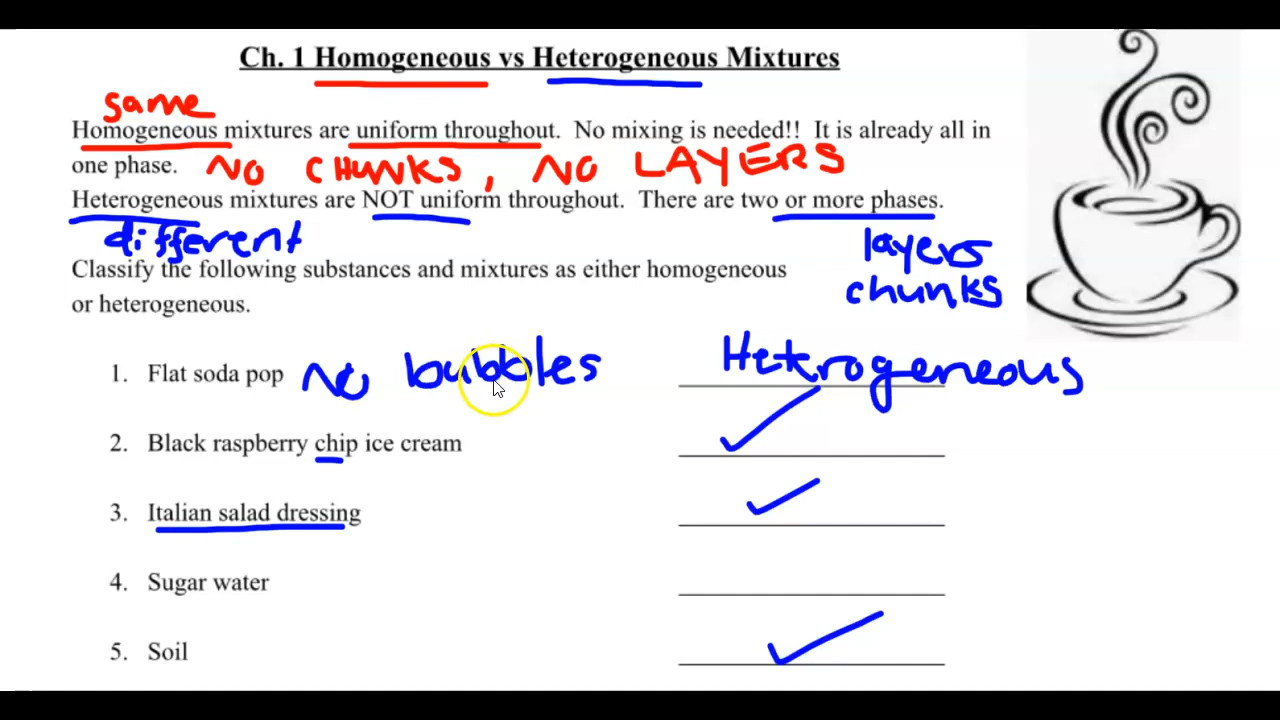 Ch. 1 Homogeneous vs Heterogeneous Mixtures
same
Homogeneous mixtures are uniform throughout. No mixing is needed!! It is already all in
one phase. NO CHUNKS, NO LAYERS
Heterogeneous mixtures are NOT uniform throughout. There are two or more phases.
different
layers
chunks
Classify the following substances and mixtures as either homogeneous
or heterogeneous.
1. Flat soda pop No bubbles Heterogeneous
2. Black raspberry chip ice cream
3. Italian salad dressing
4. Sugar water
5. Soil